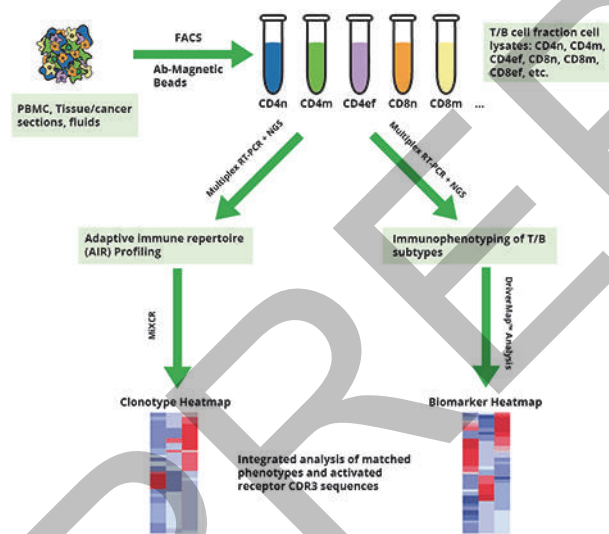 FACS
Ab-Magnetic
Beads
PBMC, Tissue/cancer
sections, fluids
CD4n
CD4m
CD4ef
CD8n
CD8m
...
T/B cell fraction cell
lysates: CD4n, CD4m,
CD4ef, CD8n, CD8m,
CD8ef, etc.
Multiplex RT-PCR + NGS
Multiplex RT-PCR + NGS
Adaptive immune repertoire
(AIR) Profiling
Immunophenotyping of T/B
subtypes
MiXCR
DriverMap™ Analysis
Clonotype Heatmap
Biomarker Heatmap
Integrated analysis of matched
phenotypes and activated
receptor CDR3 sequences